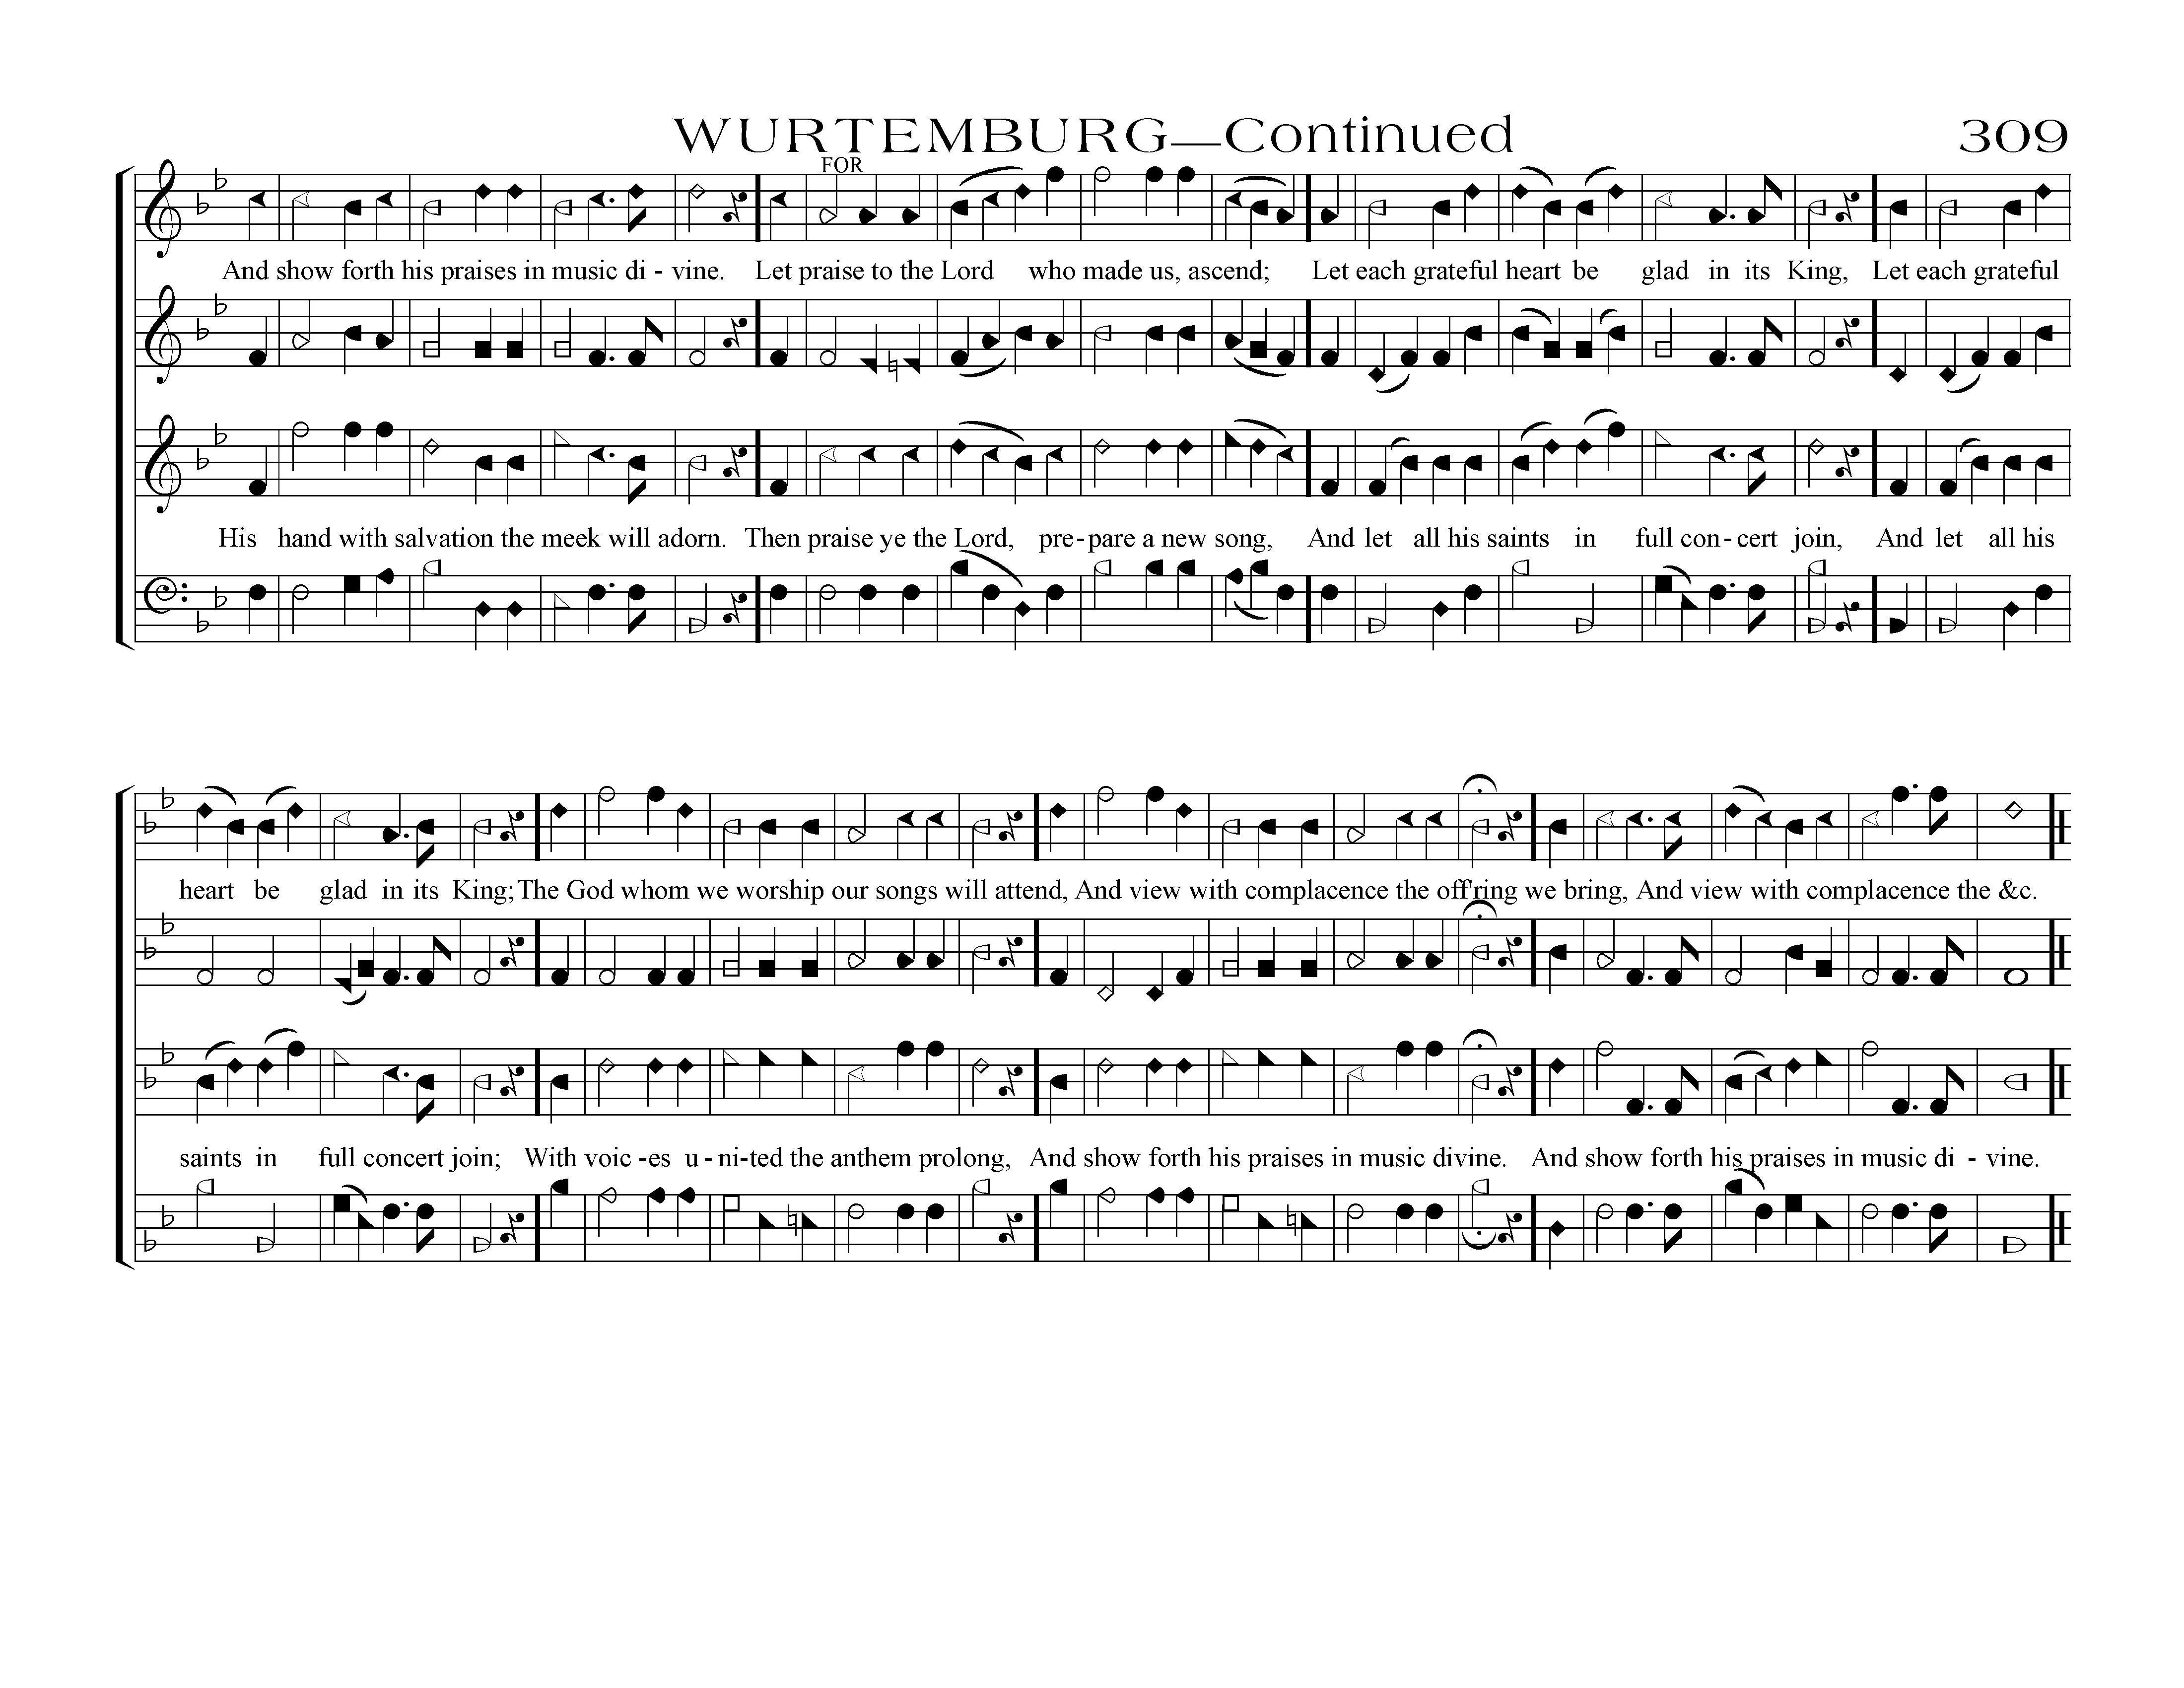 WURTEMBURG—Continued 309
FOR
And show forth his praises in music di - vine. Let praise to the Lord who made us, ascend; Let each grateful heart be glad in its King, Let each grateful
His hand with salvation the meek will adorn. Then praise ye the Lord, pre-pare a new song, And let all his saints in full con-cert join, And let all his
heart be glad in its King; The God whom we worship our songs will attend, And view with complacence the off'ring we bring, And view with complacence the &c.
saints in full concert join; With voic -es u - ni-ted the anthem prolong, And show forth his praises in music divine. And show forth his praises in music di - vine.